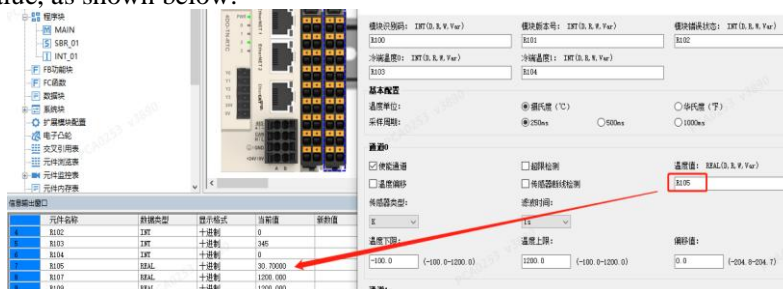 alue, as shown below:
程序块
MAIN
SBR_01
INT_01
FB功能块
FC函数
数据块
系统块
扩展模块配置
电子凸轮
交叉引用表
元件浏览表
元件监控表
元件内存表
信息输出窗口
元件名称 数据类型 显示格式 当前值 新数值
R102 INT 十进制 0
R103 INT 十进制 345
R104 INT 十进制 0
R105 REAL 十进制 30.70000
R107 REAL 十进制 1200.000
R109 REAL 十进制 1200.000
模块识别码: INT(D.R.W.Var) 模块版本号: INT(D.R.W.Var) 模块错误状态: INT(D.R.W.Var)
R100 R101 R102
冷端温度0: INT(D.R.W.Var) 冷端温度1: INT(D.R.W.Var)
R103 R104
基本配置
温度单位: 摄氏度 (℃) 华氏度 (℉)
采样周期: 250ms 500ms 1000ms
通道0
使能通道 超限检测 温度值: REAL(D.R.W.Var)
温度偏移 传感器断线检测 R105
传感器类型: 滤波时间:
K 1s
温度下限: 温度上限: 偏移值:
-100.0 (-100.0~1200.0) 1200.0 (-100.0~1200.0) 0.0 (-204.8~204.7)